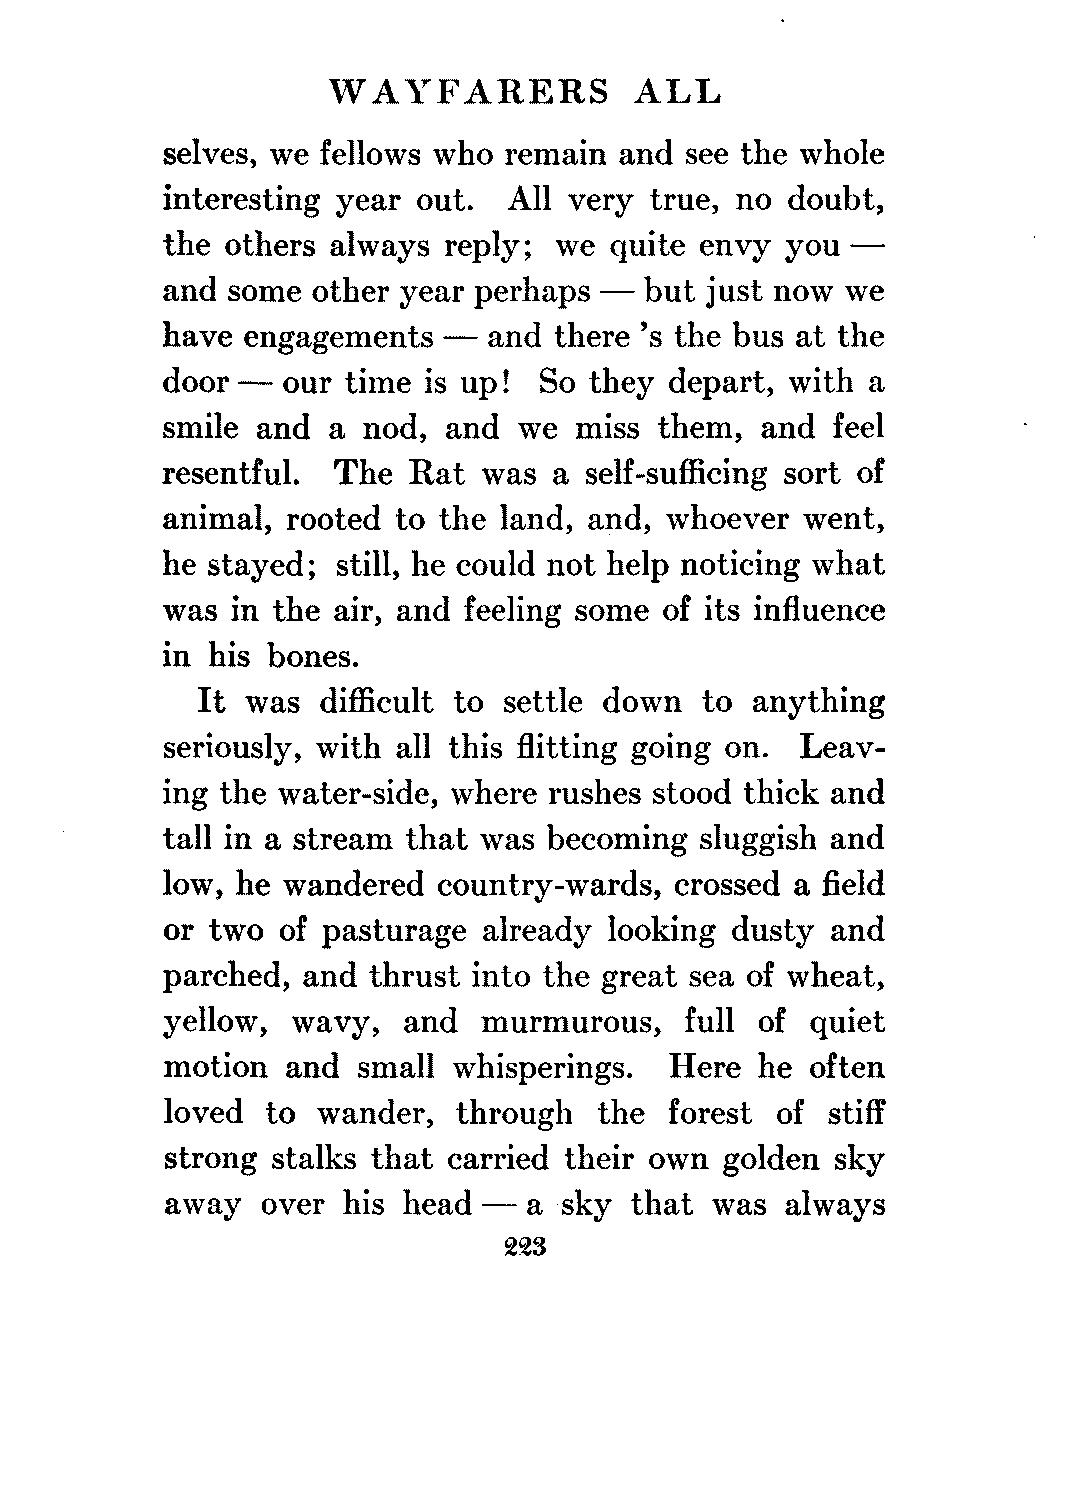 WAYFARERS ALL
selves, we fellows who remain and see the whole
interesting year out. All very true, no doubt,
the others always reply; we quite envy you —
and some other year perhaps — but just now we
have engagements — and there 's the bus at the
door — our time is up! So they depart, with a
smile and a nod, and we miss them, and feel
resentful. The Rat was a self-sufficing sort of
animal, rooted to the land, and, whoever went,
he stayed; still, he could not help noticing what
was in the air, and feeling some of its influence
in his bones.
It was difficult to settle down to anything
seriously, with all this flitting going on. Leav-
ing the water-side, where rushes stood thick and
tall in a stream that was becoming sluggish and
low, he wandered country-wards, crossed a field
or two of pasturage already looking dusty and
parched, and thrust into the great sea of wheat,
yellow, wavy, and murmurous, full of quiet
motion and small whisperings. Here he often
loved to wander, through the forest of stiff
strong stalks that carried their own golden sky
away over his head — a sky that was always
223